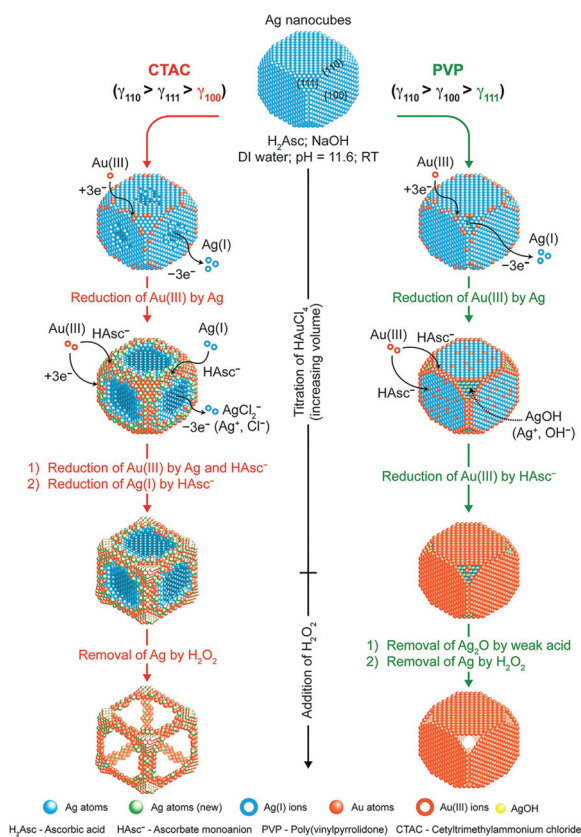 Ag nanocubes
CTAC
(γ110 > γ111 > γ100)
PVP
(γ110 > γ100 > γ111)
{110}
{111}
{100}
H2Asc; NaOH
DI water; pH = 11.6; RT
Au(III)
+3e−
Ag(I)
−3e−
Reduction of Au(III) by Ag
Au(III)
+3e−
Ag(I)
−3e−
Reduction of Au(III) by Ag
Titration of HAuCl4
(increasing volume)
Au(III)
HAsc−
Ag(I)
HAsc−
+3e−
AgCl2−
−3e− (Ag+, Cl−)
Au(III)
HAsc−
HAsc−
AgOH
(Ag+, OH−)
1) Reduction of Au(III) by Ag and HAsc−
2) Reduction of Ag(I) by HAsc−
Reduction of Au(III) by HAsc−
Addition of H2O2
Removal of Ag by H2O2
1) Removal of Ag2O by weak acid
2) Removal of Ag by H2O2
Ag atoms Ag atoms (new) Ag(I) ions Au atoms Au(III) ions AgOH
H2Asc - Ascorbic acid HAsc− - Ascorbate monoanion PVP - Poly(vinylpyrrolidone) CTAC - Cetyltrimethylammonium chloride